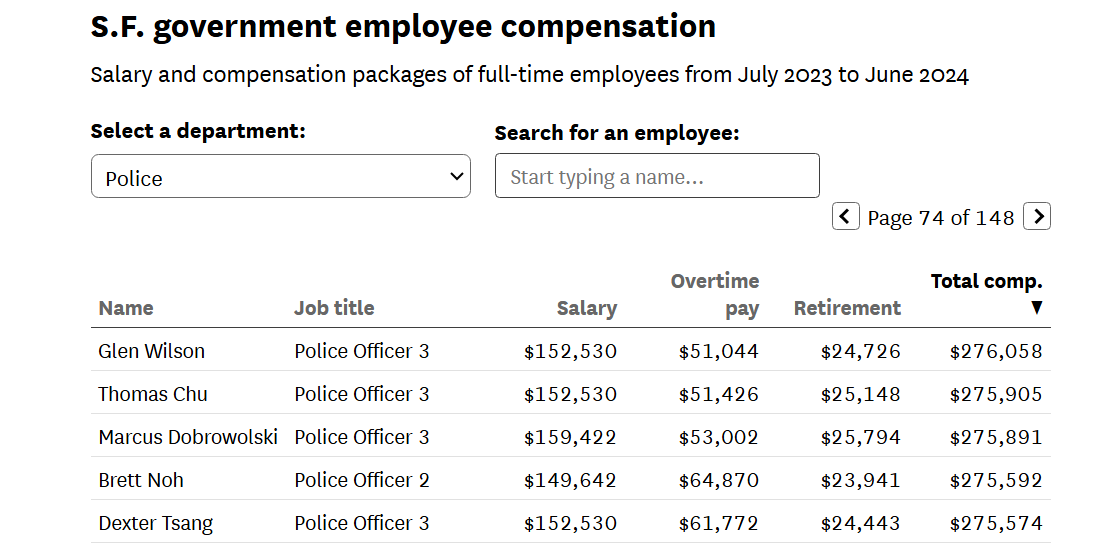 S.F. government employee compensation
Salary and compensation packages of full-time employees from July 2023 to June 2024
Select a department: Search for an employee:
Police Start typing a name...
Page 74 of 148
Overtime Total comp.
Name Job title Salary pay Retirement ▼
Glen Wilson Police Officer 3 $152,530 $51,044 $24,726 $276,058
Thomas Chu Police Officer 3 $152,530 $51,426 $25,148 $275,905
Marcus Dobrowolski Police Officer 3 $159,422 $53,002 $25,794 $275,891
Brett Noh Police Officer 2 $149,642 $64,870 $23,941 $275,592
Dexter Tsang Police Officer 3 $152,530 $61,772 $24,443 $275,574